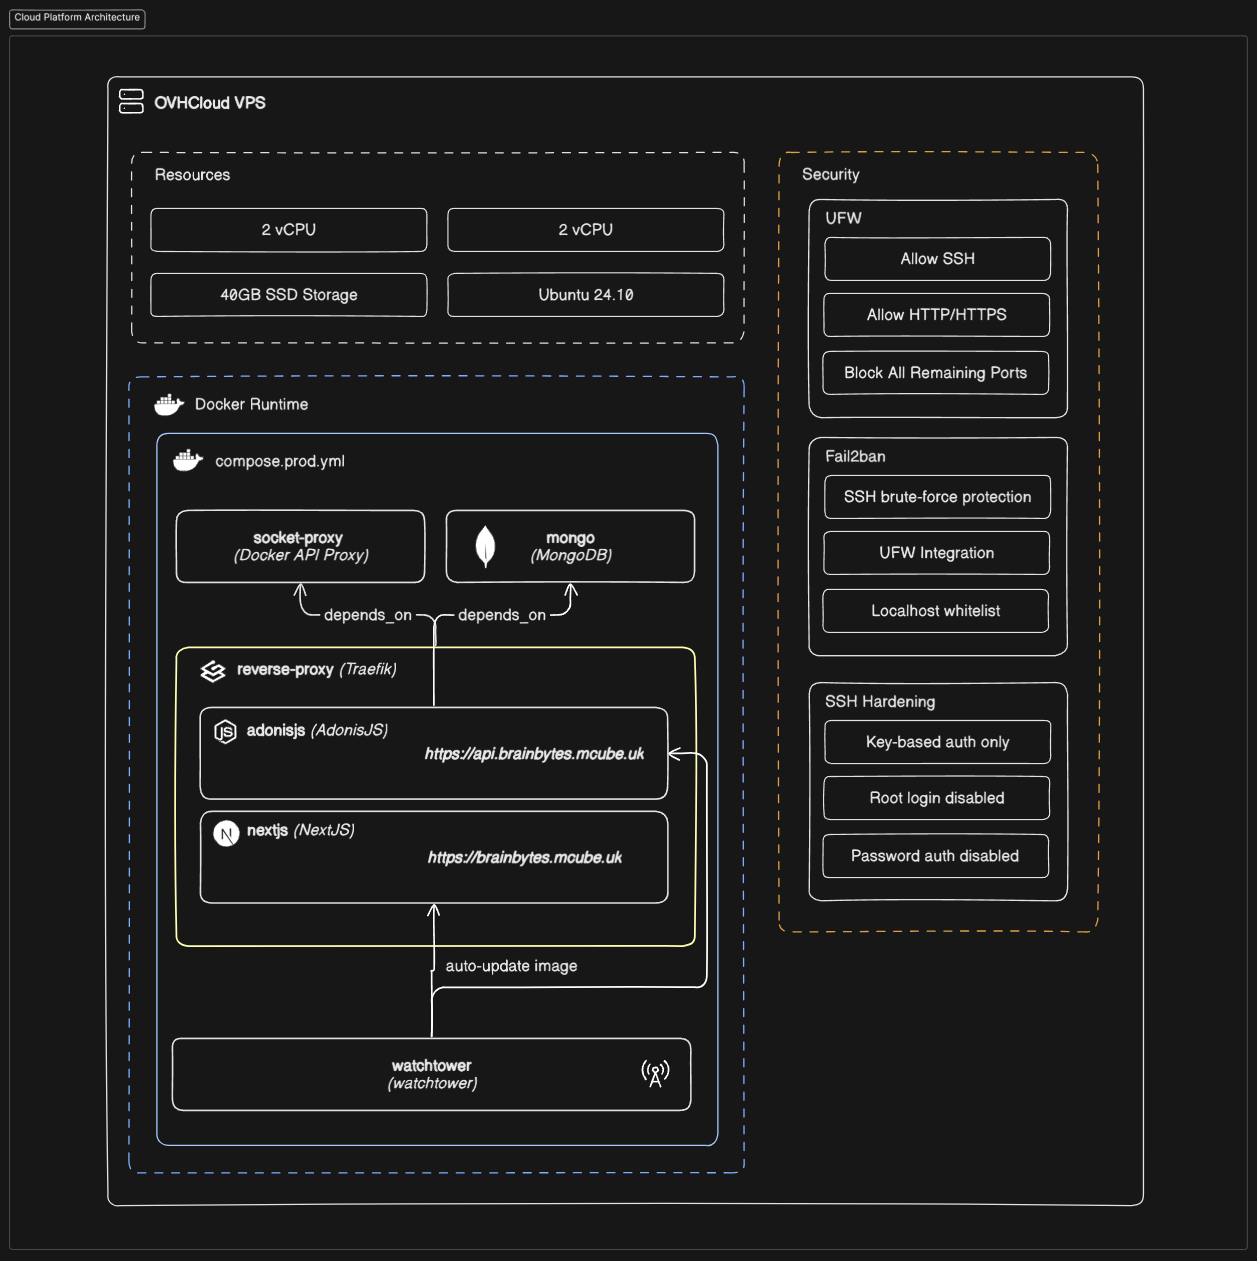 Cloud Platform Architecture
OVHCloud VPS
Resources
2 vCPU
2 vCPU
40GB SSD Storage
Ubuntu 24.10
Docker Runtime
compose.prod.yml
socket-proxy
(Docker API Proxy)
mongo
(MongoDB)
depends_on
depends_on
reverse-proxy (Traefik)
JS
adonisjs (AdonisJS)
https://api.brainbytes.mcube.uk
N
nextjs (NextJS)
https://brainbytes.mcube.uk
auto-update image
watchtower
(watchtower)
Security
UFW
Allow SSH
Allow HTTP/HTTPS
Block All Remaining Ports
Fail2ban
SSH brute-force protection
UFW Integration
Localhost whitelist
SSH Hardening
Key-based auth only
Root login disabled
Password auth disabled